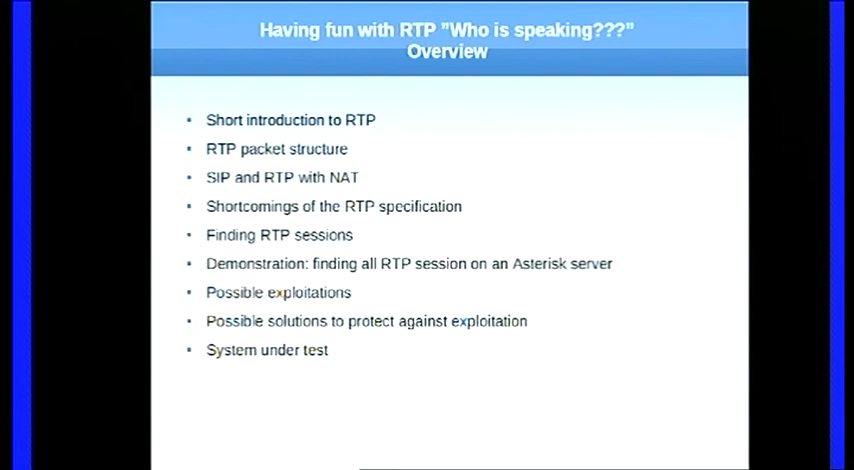 Having fun with RTP ”Who is speaking???”
Overview
• Short introduction to RTP
• RTP packet structure
• SIP and RTP with NAT
• Shortcomings of the RTP specification
• Finding RTP sessions
• Demonstration: finding all RTP session on an Asterisk server
• Possible exploitations
• Possible solutions to protect against exploitation
• System under test